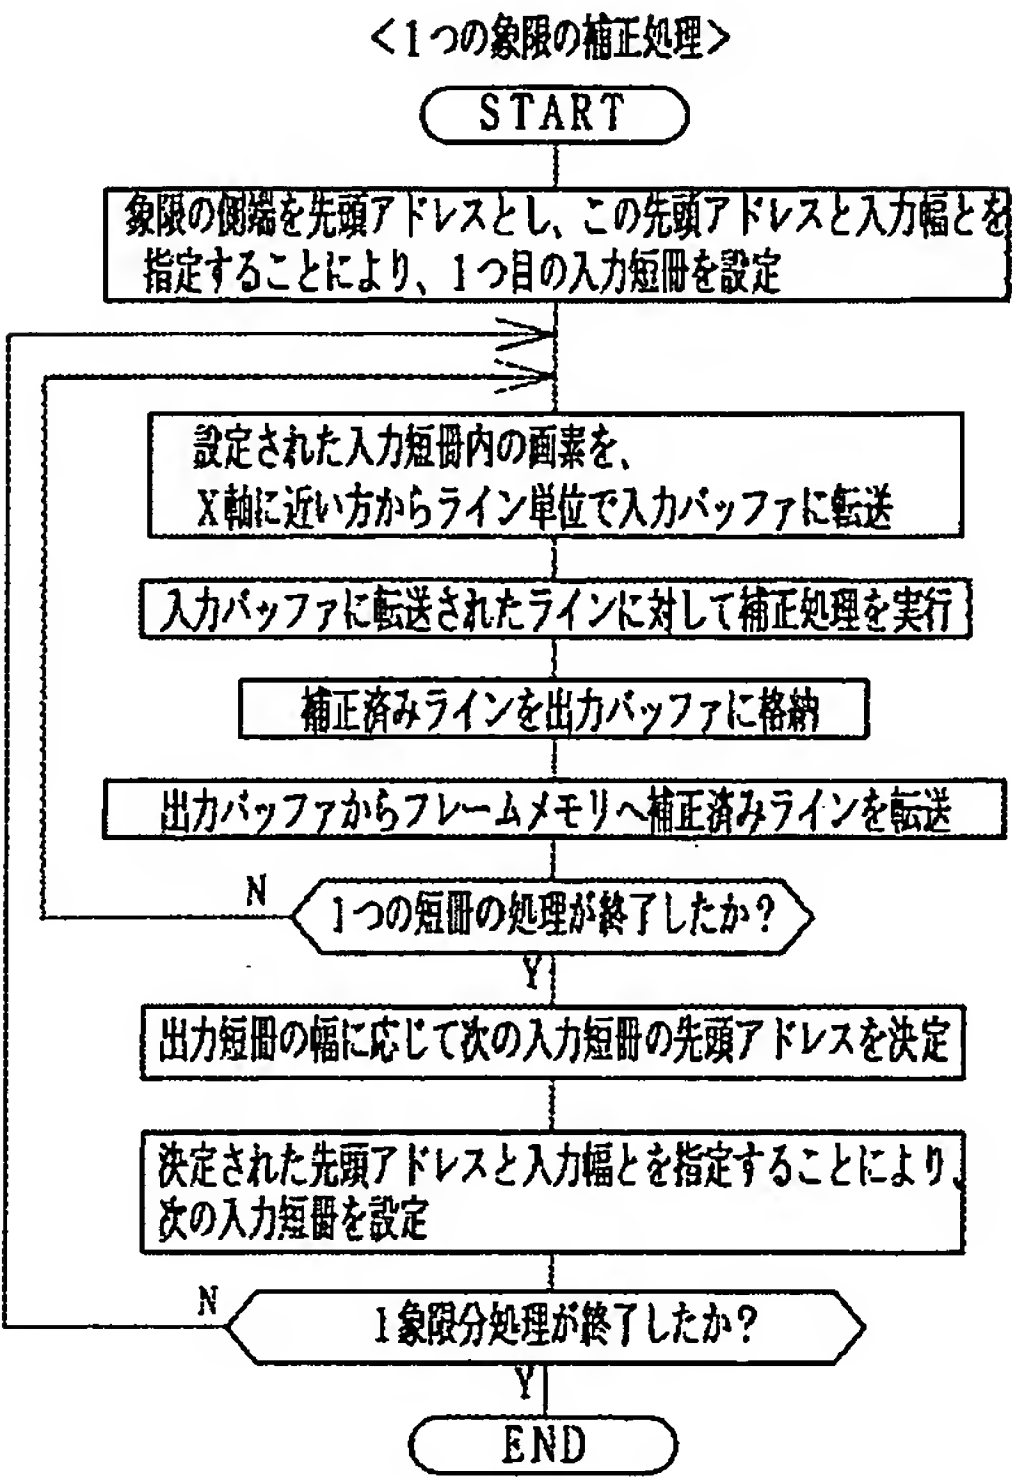 <1つの象限の補正処理>
START
象限の側端を先頭アドレスとし、この先頭アドレスと入力幅とを
指定することにより、1つ目の入力短冊を設定
設定された入力短冊内の画素を、
X軸に近い方からライン単位で入力バッファに転送
入力バッファに転送されたラインに対して補正処理を実行
補正済みラインを出力バッファに格納
出力バッファからフレームメモリへ補正済みラインを転送
N
1つの短冊の処理が終了したか?
Y
出力短冊の幅に応じて次の入力短冊の先頭アドレスを決定
決定された先頭アドレスと入力幅とを指定することにより、
次の入力短冊を設定
N
1象限分処理が終了したか?
Y
END